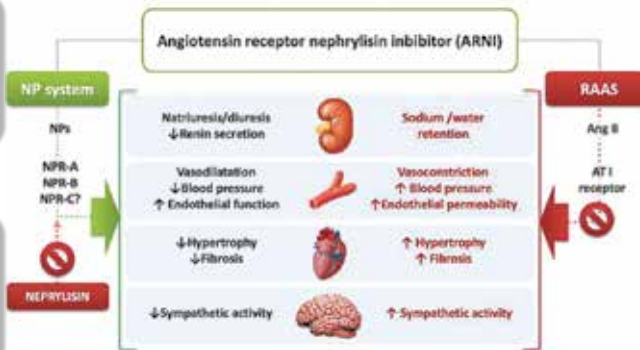 Angiotensin receptor nephrylisin inbibitor (ARNI)
NP system
RAAS
NPs
NPR-A
NPR-B
NPR-C?
NEPRYLISIN
Natriuresis/diuresis
↓Renin secretion
Sodium /water
retention
Vasodilatation
↓Blood pressure
↑ Endothelial function
Vasoconstriction
↑ Blood pressure
↑Endothelial permeability
↓Hypertrophy
↓Fibrosis
↑ Hypertrophy
↑ Fibrosis
↓Sympathetic activity
↑ Sympathetic activity
Ang II
AT I
receptor